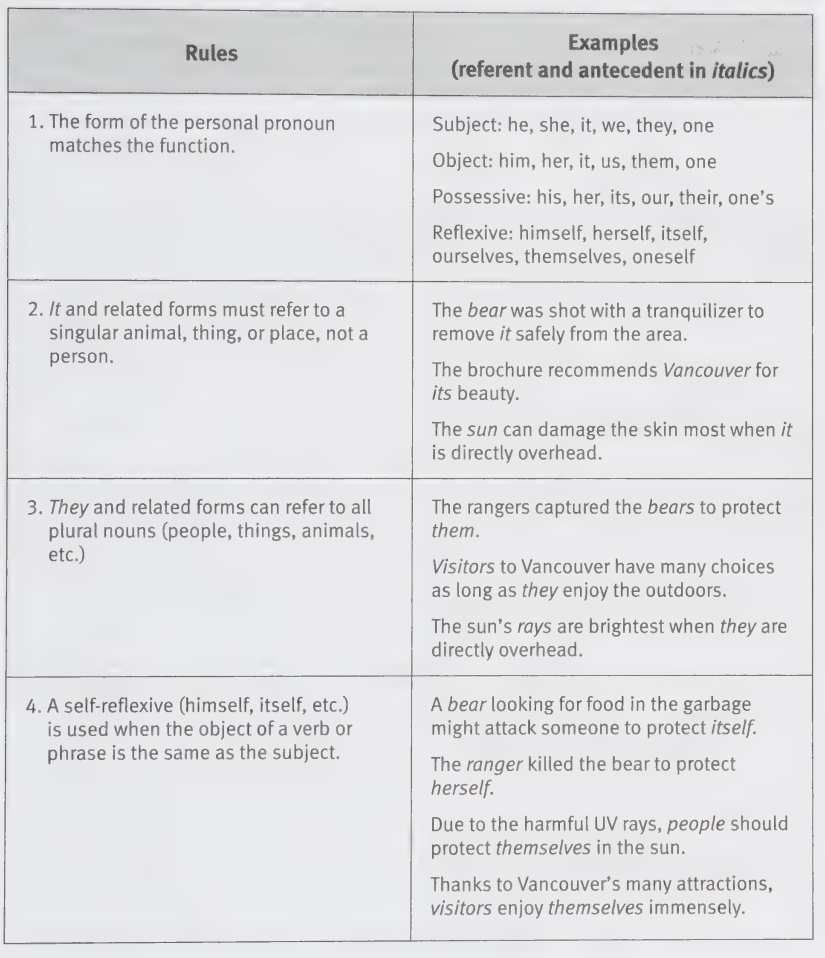 Rules
Examples
(referent and antecedent in italics)
1. The form of the personal pronoun
matches the function.
Subject: he, she, it, we, they, one
Object: him, her, it, us, them, one
Possessive: his, her, its, our, their, one's
Reflexive: himself, herself, itself,
ourselves, themselves, oneself
2. It and related forms must refer to a
singular animal, thing, or place, not a
person.
The bear was shot with a tranquilizer to
remove it safely from the area.
The brochure recommends Vancouver for
its beauty.
The sun can damage the skin most when it
is directly overhead.
3. They and related forms can refer to all
plural nouns (people, things, animals,
etc.)
The rangers captured the bears to protect
them.
Visitors to Vancouver have many choices
as long as they enjoy the outdoors.
The sun's rays are brightest when they are
directly overhead.
4. A self-reflexive (himself, itself, etc.)
is used when the object of a verb or
phrase is the same as the subject.
A bear looking for food in the garbage
might attack someone to protect itself.
The ranger killed the bear to protect
herself.
Due to the harmful UV rays, people should
protect themselves in the sun.
Thanks to Vancouver's many attractions,
visitors enjoy themselves immensely.